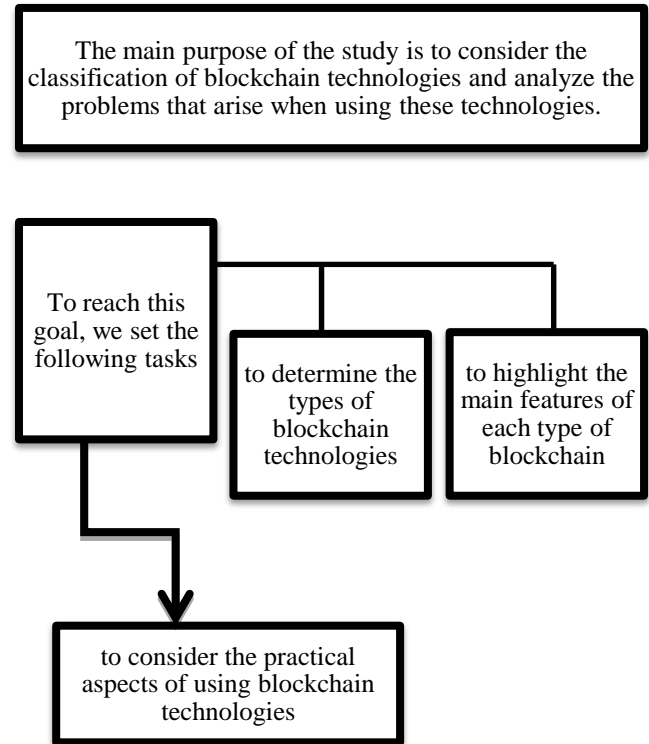 The main purpose of the study is to consider the
classification of blockchain technologies and analyze the
problems that arise when using these technologies.
To reach this
goal, we set the
following tasks
to determine the
types of
blockchain
technologies
to highlight the
main features of
each type of
blockchain
to consider the practical
aspects of using blockchain
technologies